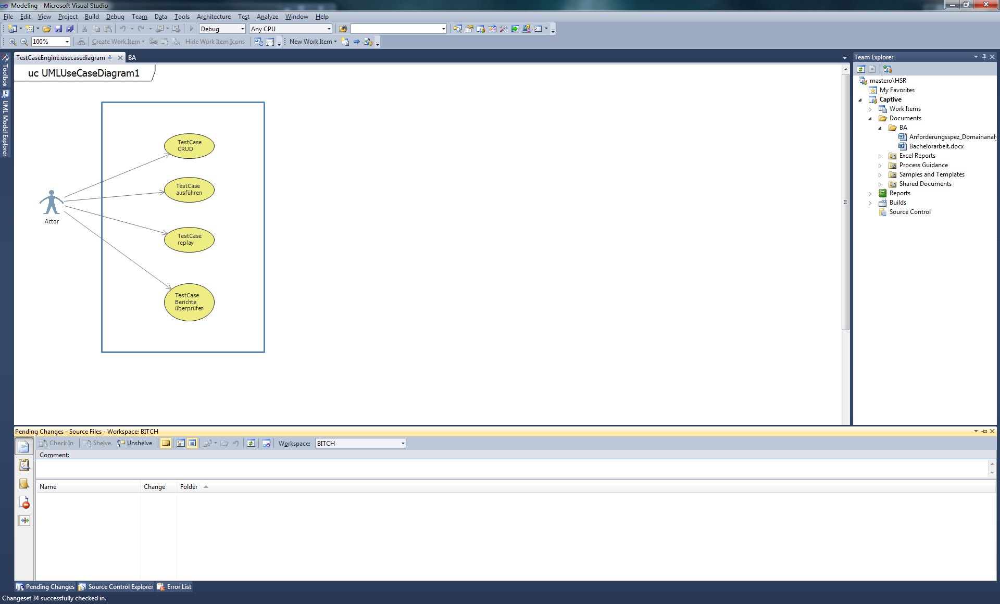 Modeling - Microsoft Visual Studio
File Edit View Project Build Debug Team Data Tools Architecture Test Analyze Window Help
Debug Any CPU
100% Create Work Item Hide Work Item Icons New Work Item
Toolbox
UML Model Explorer
TestCaseEngine.usecasediagram BA
uc UMLUseCaseDiagram1
TestCase
CRUD
TestCase
ausführen
Actor
TestCase
replay
TestCase
Berichte
überprüfen
Team Explorer
mastero\HSR
My Favorites
Captive
Work Items
Documents
BA
Anforderungsspez_Domainanaly
Bachelorarbeit.docx
Excel Reports
Process Guidance
Samples and Templates
Shared Documents
Reports
Builds
Source Control
Pending Changes - Source Files - Workspace: BITCH
Check In Shelve Unshelve Workspace: BITCH
Comment:
Name Change Folder
Pending Changes Source Control Explorer Error List
Changeset 34 successfully checked in.